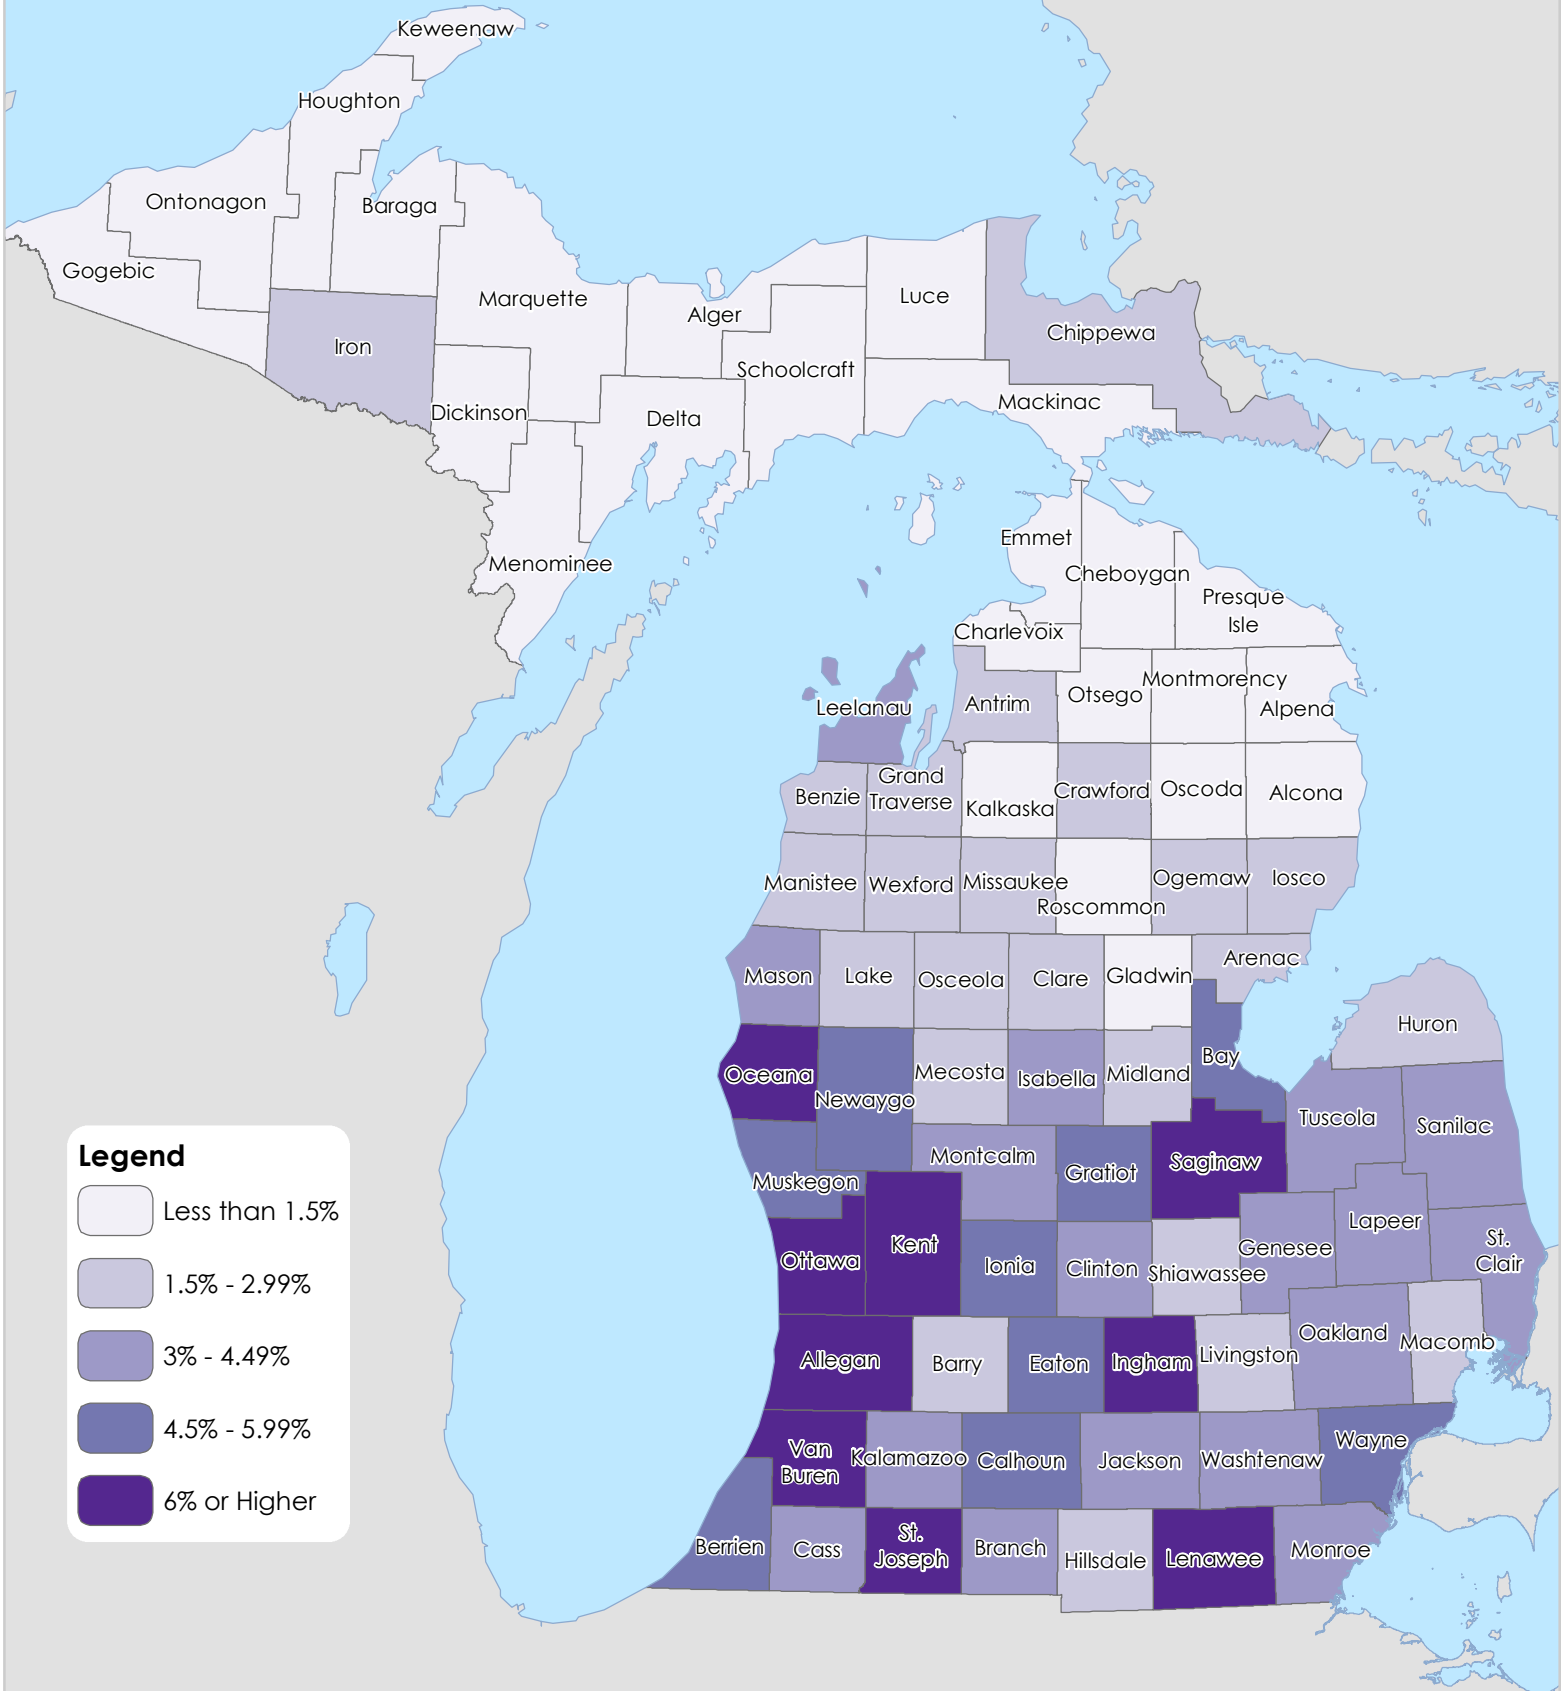 Keweenaw
Houghton
Ontonagon
Baraga
Gogebic
Marquette
Luce
Alger
Chippewa
Iron
Schoolcraft
Mackinac
Dickinson
Delta
Emmet
Menominee
Cheboygan
Presque
Isle
Charlevoix
Montmorency
Otsego
Antrim
Leelanau
Alpena
Grand
Traverse
Benzie
Kalkaska
Crawford
Oscoda
Alcona
Manistee
Wexford
Missaukee
Roscommon
Ogemaw
Iosco
Arenac
Mason
Lake
Osceola
Clare
Gladwin
Huron
Bay
Oceana
Newaygo
Mecosta
Isabella
Midland
Tuscola
Sanilac
Muskegon
Montcalm
Gratiot
Saginaw
Legend
Less than 1.5%
1.5% - 2.99%
3% - 4.49%
4.5% - 5.99%
6% or Higher
Ottawa
Kent
Ionia
Clinton
Shiawassee
Genesee
Lapeer
St.
Clair
Allegan
Barry
Eaton
Ingham
Livingston
Oakland
Macomb
Van
Buren
Kalamazoo
Calhoun
Jackson
Washtenaw
Wayne
Berrien
Cass
St.
Joseph
Branch
Hillsdale
Lenawee
Monroe